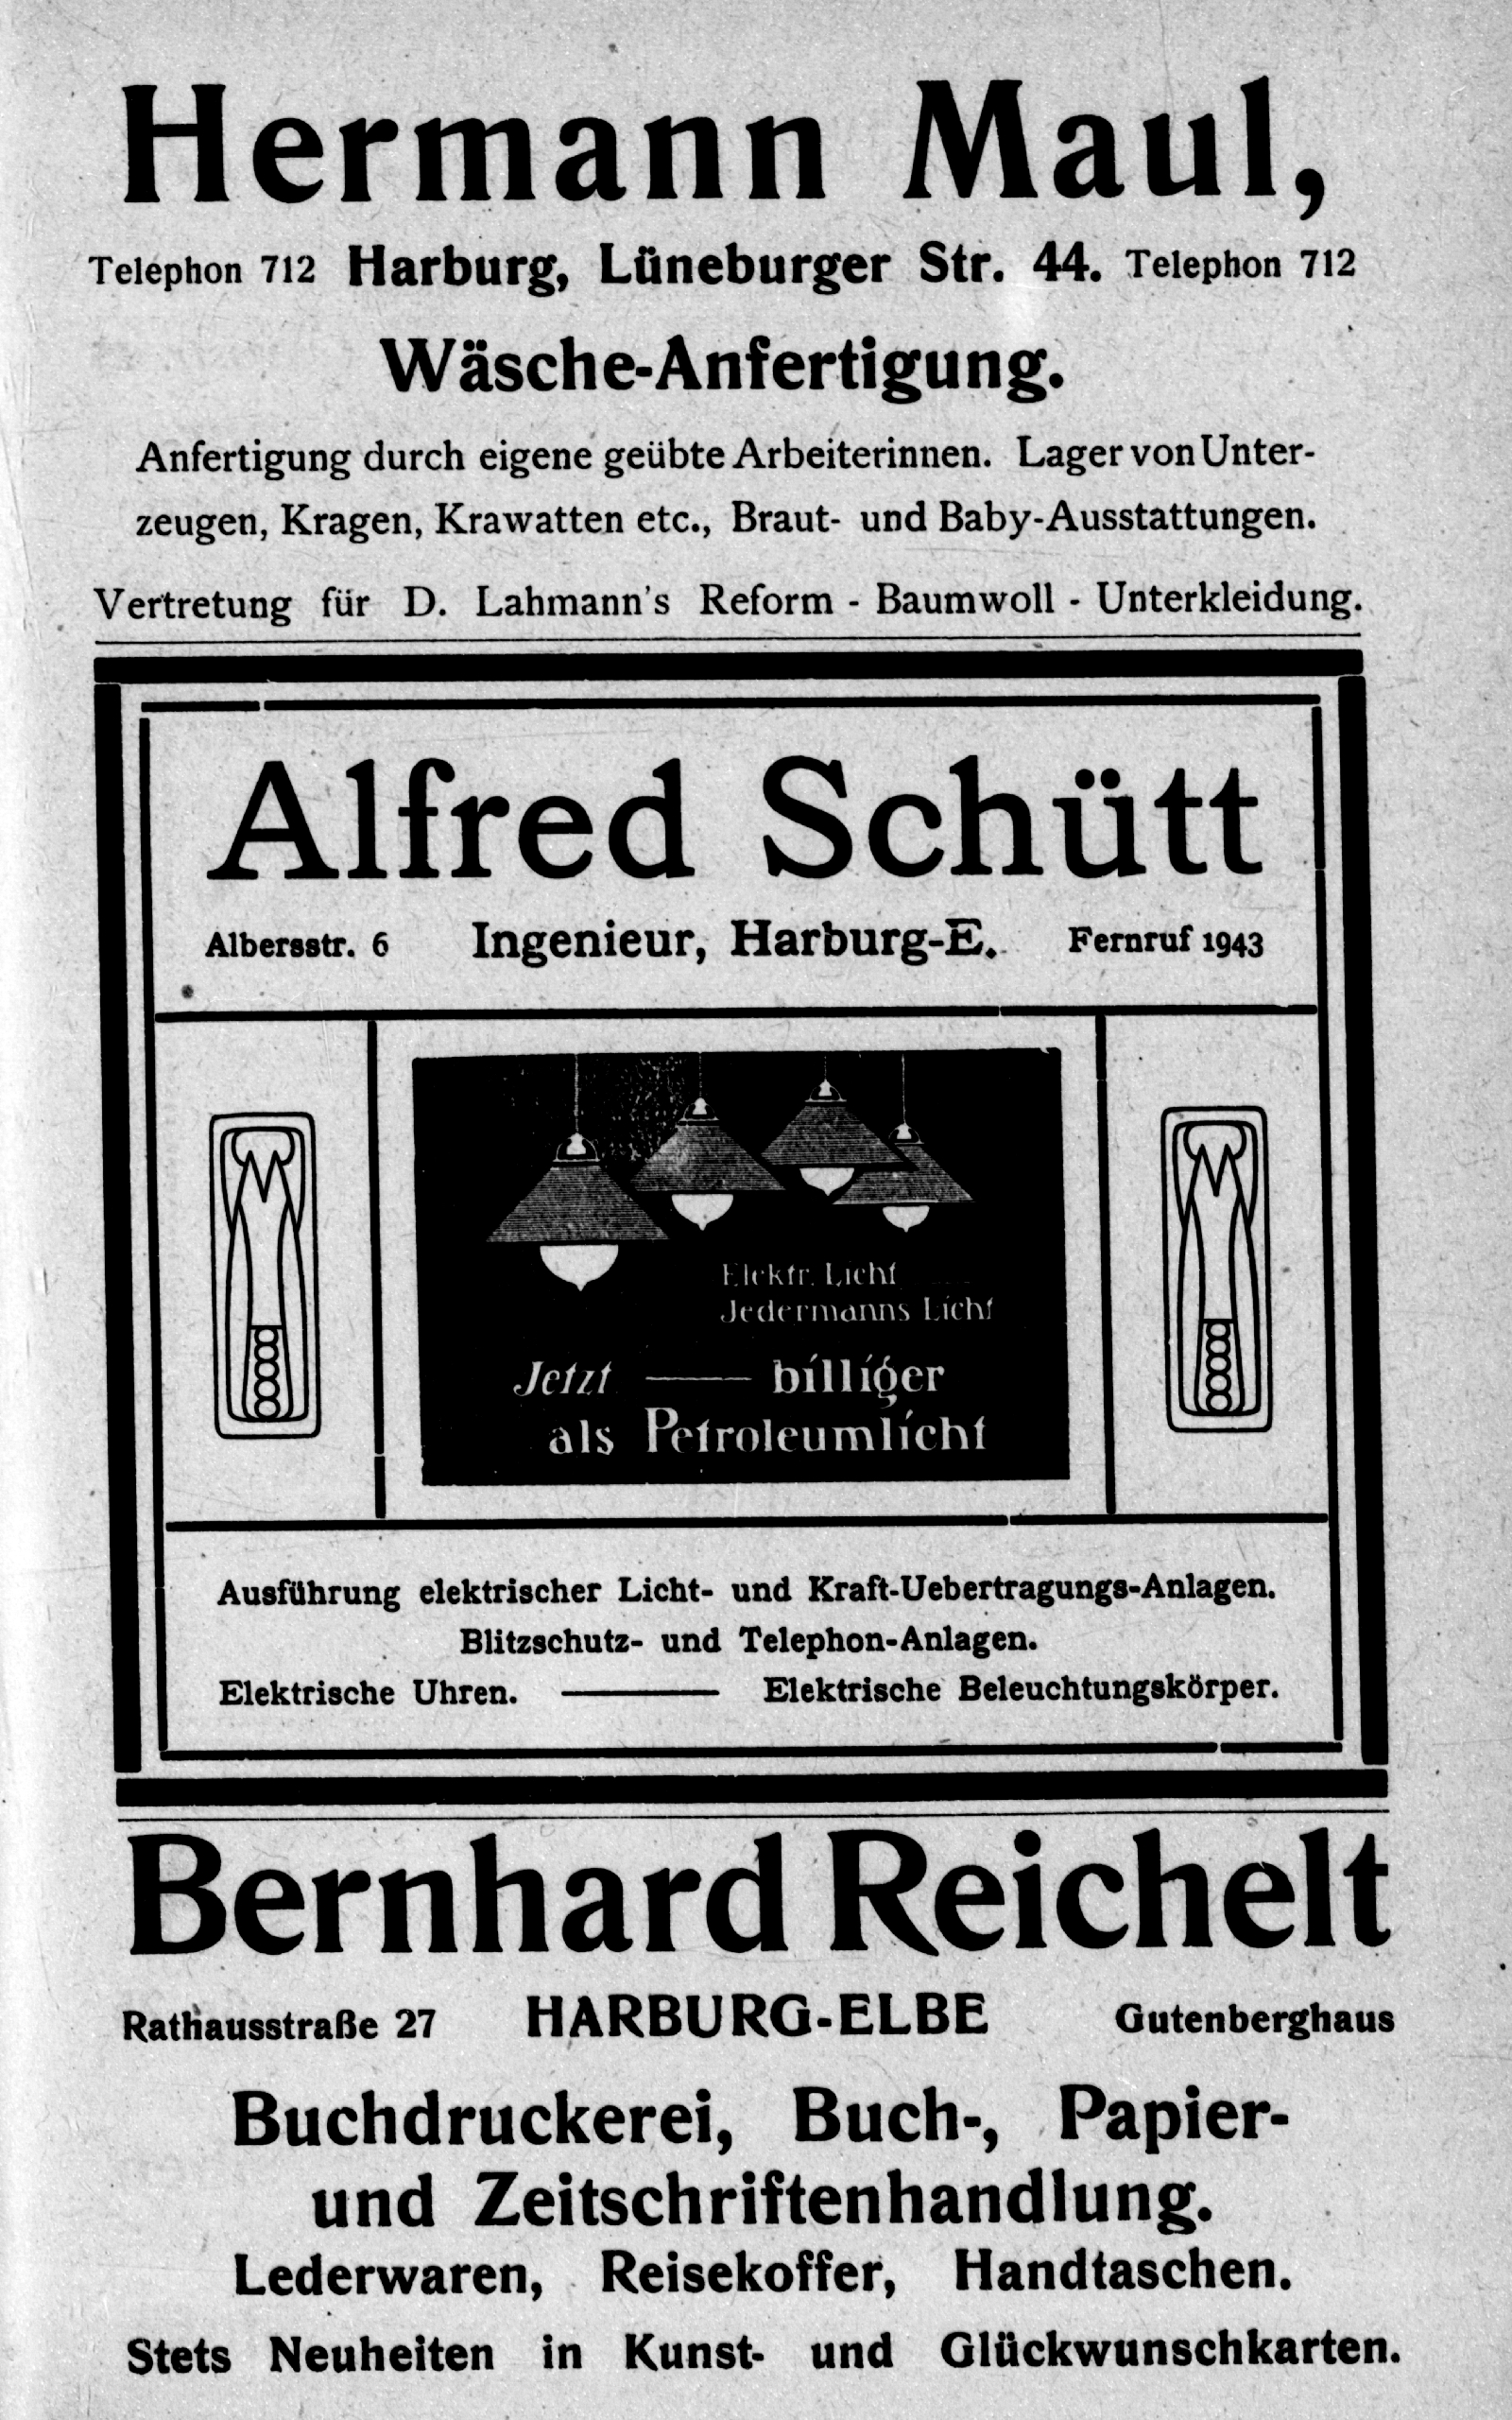 Hermann Maul,
Telephon 712 Harburg, Lüneburger Str. 44. Telephon 712
Wäsche-Anfertigung.
Anfertigung durch eigene geübte Arbeiterinnen. Lager von Unter-
zeugen, Kragen, Krawatten etc., Braut- und Baby-Ausstattungen.
Vertretung für D. Lahmann's Reform - Baumwoll - Unterkleidung.
Alfred Schütt
Albersstr. 6 Ingenieur, Harburg-E. Fernruf 1943
Elektr. Licht
Jedermanns Licht
Jetzt —— billiger
als Petroleumlicht
Ausführung elektrischer Licht- und Kraft-Uebertragungs-Anlagen.
Blitzschutz- und Telephon-Anlagen.
Elektrische Uhren. —— Elektrische Beleuchtungskörper.
Bernhard Reichelt
Rathausstraße 27 HARBURG-ELBE Gutenberghaus
Buchdruckerei, Buch-, Papier-
und Zeitschriftenhandlung.
Lederwaren, Reisekoffer, Handtaschen.
Stets Neuheiten in Kunst- und Glückwunschkarten.